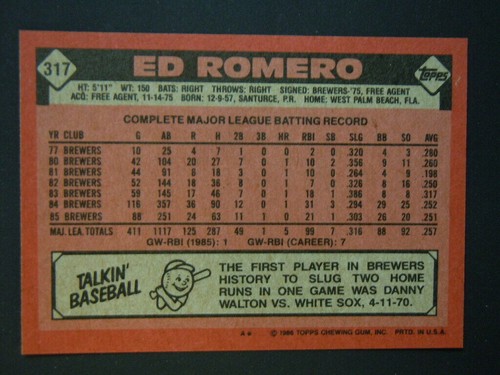 317
ED ROMERO
topps
HT: 5'11" WT: 150 BATS: RIGHT THROWS: RIGHT SIGNED: BREWERS-'75, FREE AGENT
ACQ: FREE AGENT, 11-14-75 BORN: 12-9-57, SANTURCE, P.R. HOME: WEST PALM BEACH, FLA.
COMPLETE MAJOR LEAGUE BATTING RECORD
YR CLUB G AB R H 2B 3B HR RBI SB SLG BB SO AVG
77 BREWERS 10 25 4 7 1 0 0 2 0 .320 4 3 .280
80 BREWERS 42 104 20 27 7 0 1 10 2 .356 9 11 .260
81 BREWERS 44 91 6 18 3 0 1 10 0 .264 4 9 .198
82 BREWERS 52 144 18 36 8 0 1 7 0 .326 8 16 .250
83 BREWERS 59 145 17 46 7 0 1 18 1 .386 8 8 .317
84 BREWERS 116 357 36 90 12 0 1 31 3 .294 29 25 .252
85 BREWERS 88 251 24 63 11 1 0 21 1 .303 26 20 .251
MAJ. LEA. TOTALS 411 1117 125 287 49 1 5 99 7 .316 88 92 .257
GW-RBI (1985): 1 GW-RBI (CAREER): 7
TALKIN'
BASEBALL
THE FIRST PLAYER IN BREWERS
HISTORY TO SLUG TWO HOME
RUNS IN ONE GAME WAS DANNY
WALTON VS. WHITE SOX, 4-11-70.
A* © 1986 TOPPS CHEWING GUM, INC. PRTD. IN U.S.A.